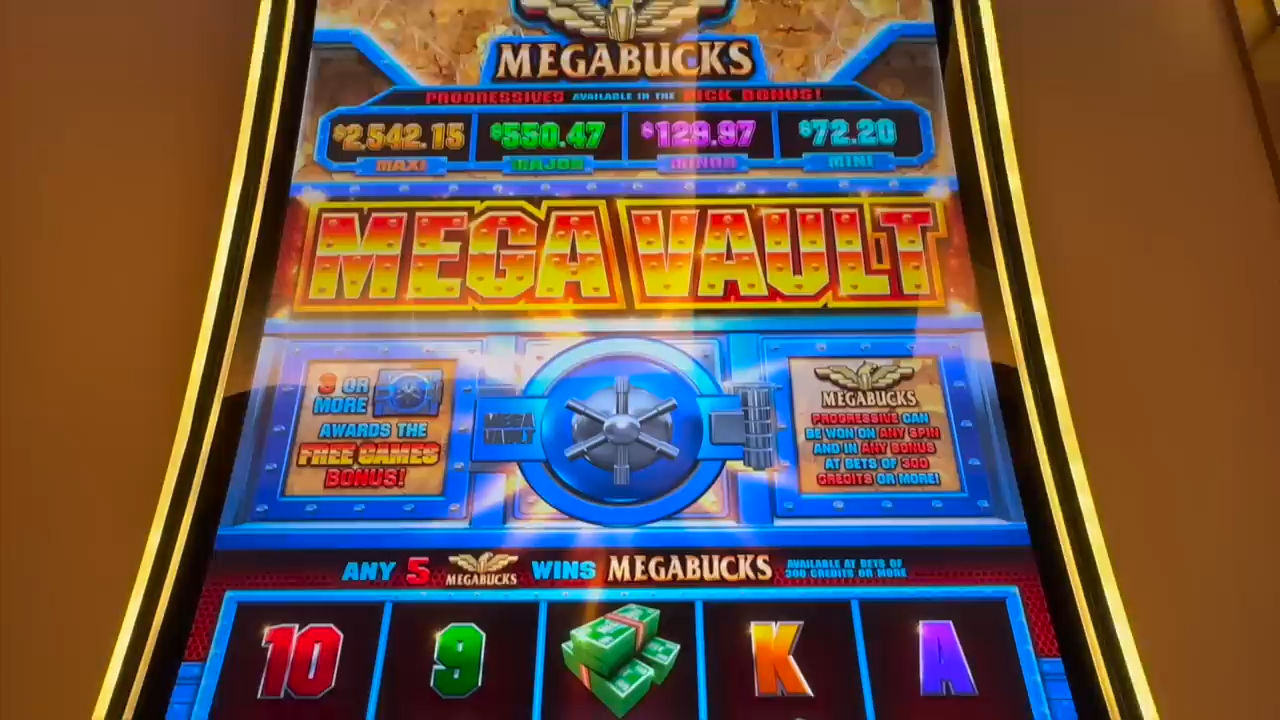 MEGABUCKS
PROGRESSIVES AVAILABLE IN THE PICK BONUS!
$2,542.15 $550.47 $129.97 $72.20
MAXI MAJOR MINOR MINI
MEGA VAULT
9 OR
MORE
AWARDS THE
FREE GAMES
BONUS!
MEGA
VAULT
MEGABUCKS
PROGRESSIVE CAN
BE WON ON ANY SPIN
AND IN ANY BONUS
AT BETS OF 300
CREDITS OR MORE!
ANY 5 MEGABUCKS WINS MEGABUCKS AVAILABLE AT BETS OF
300 CREDITS OR MORE
10 9 K A